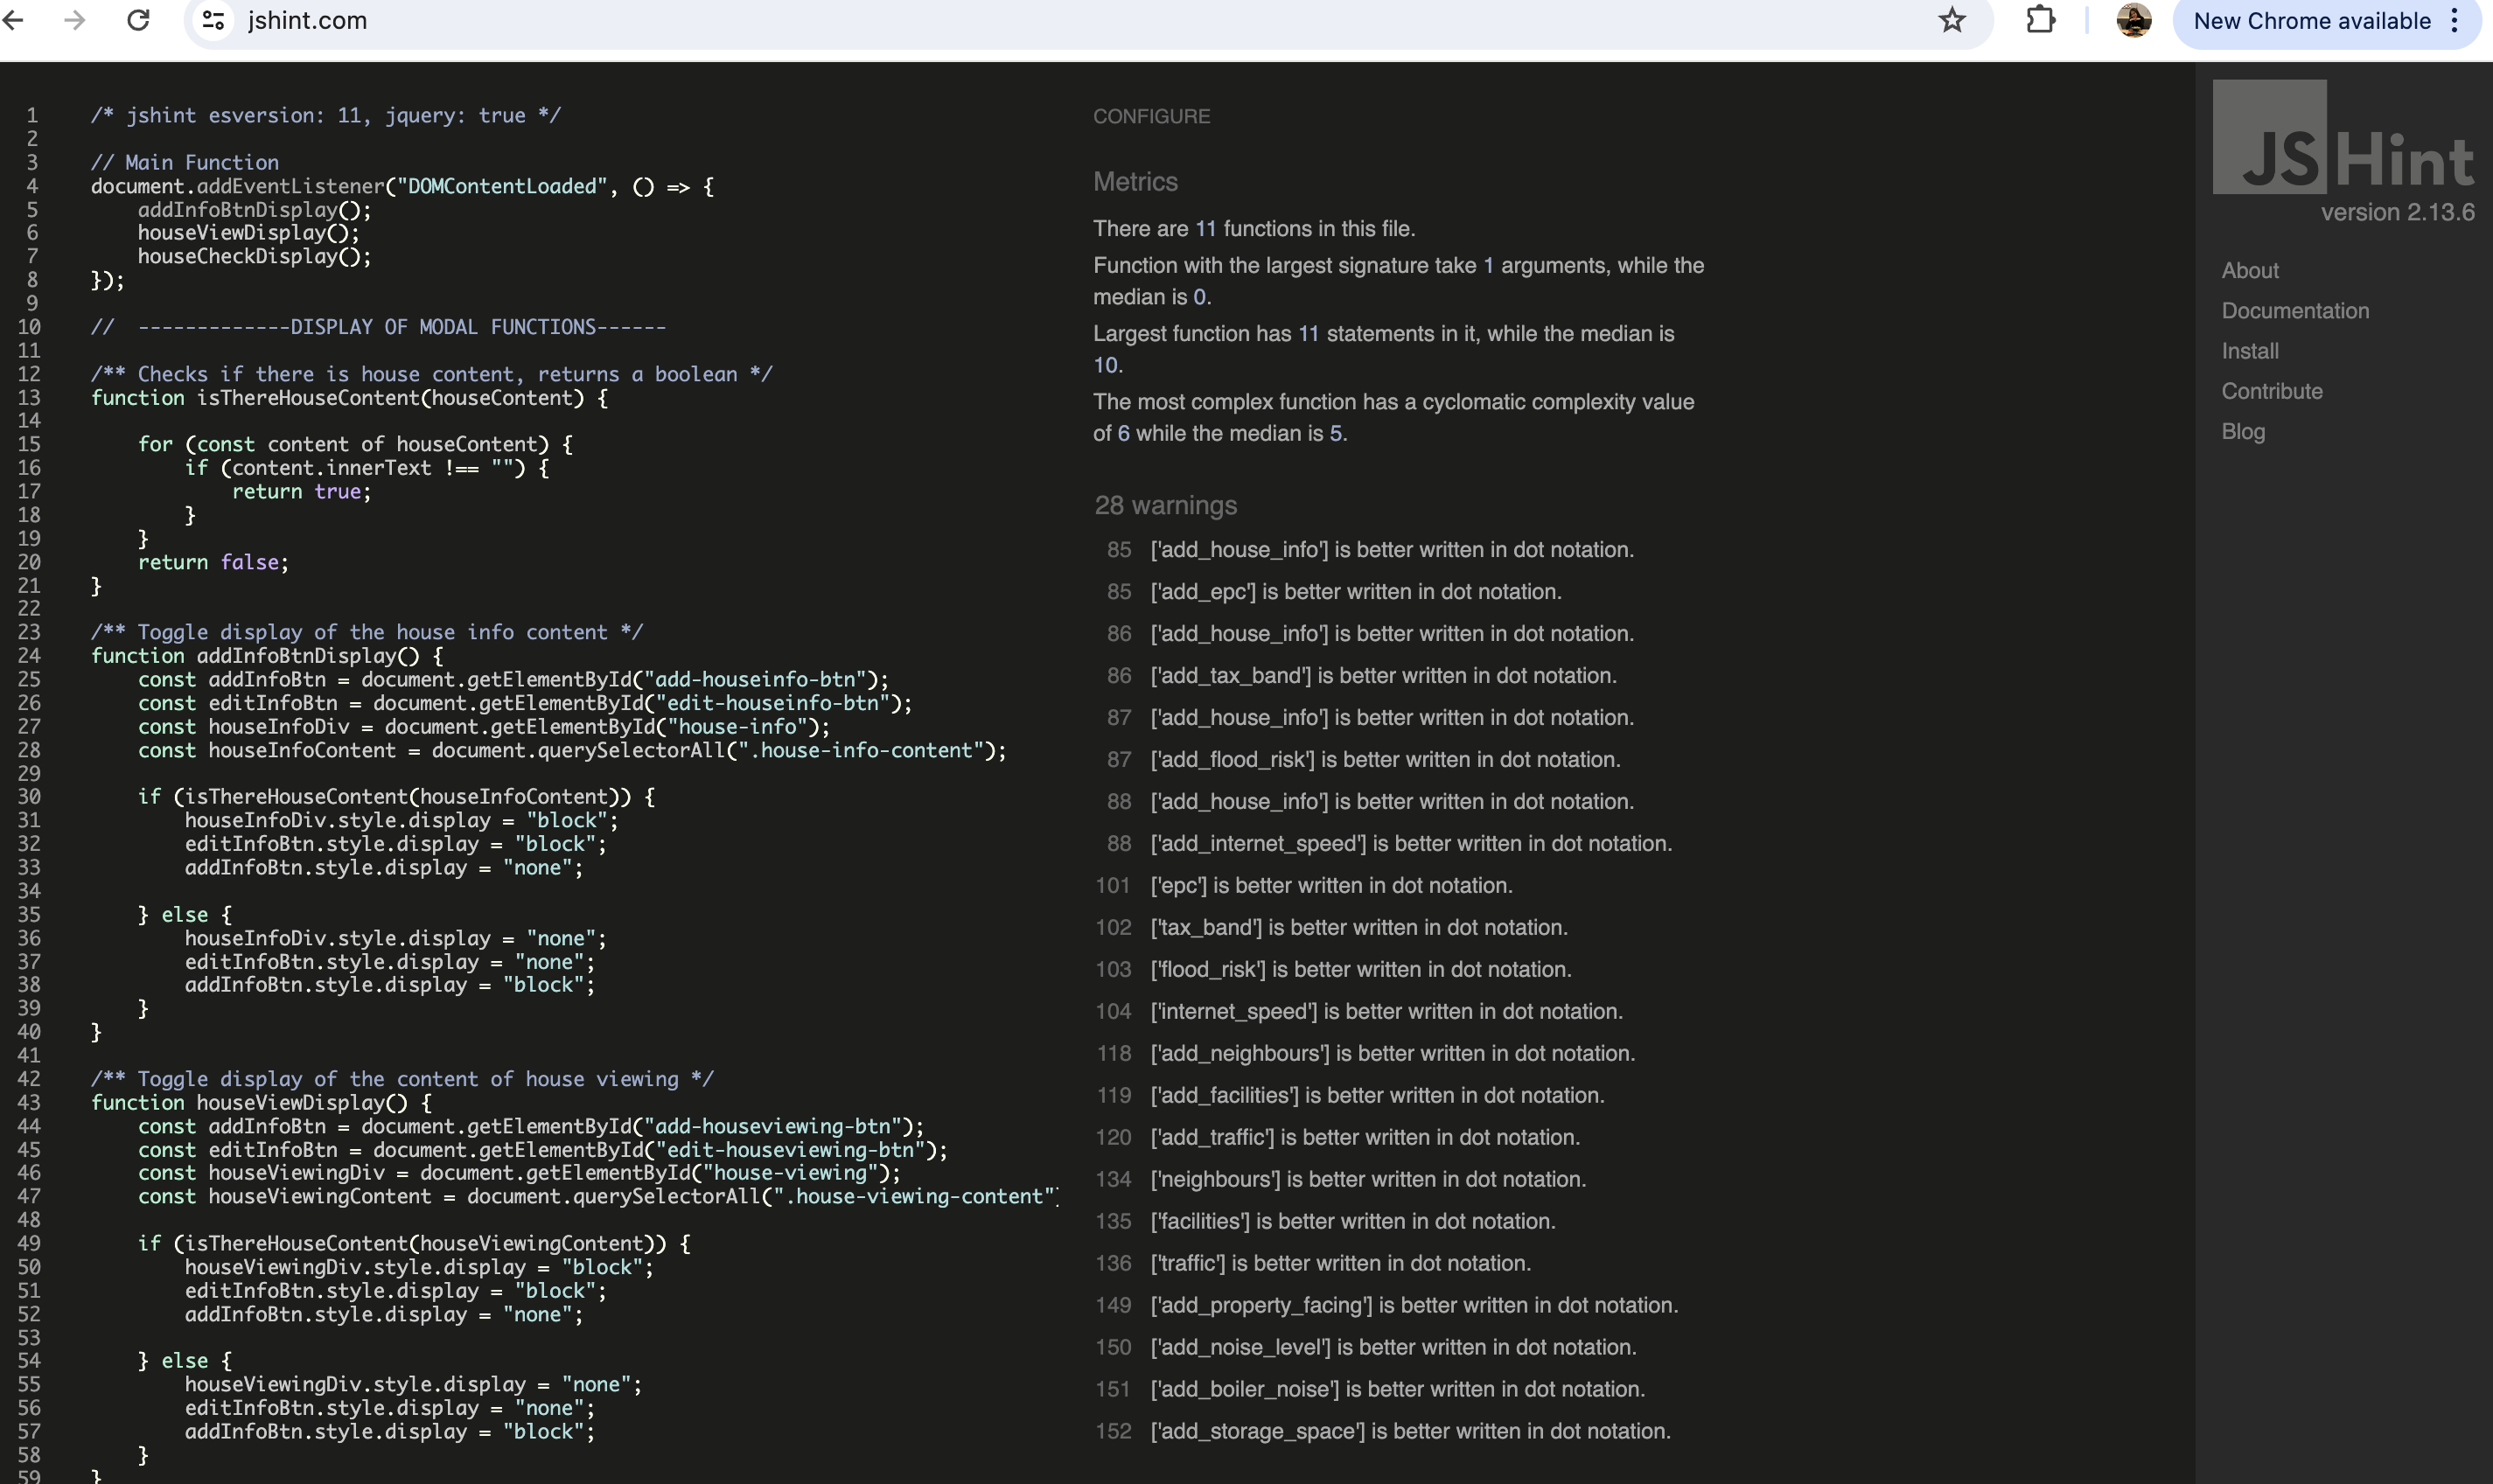 jshint.com
New Chrome available
1 /* jshint esversion: 11, jquery: true */
2
3 // Main Function
4 document.addEventListener("DOMContentLoaded", () => {
5 addInfoBtnDisplay();
6 houseViewDisplay();
7 houseCheckDisplay();
8 });
9
10 // -------------DISPLAY OF MODAL FUNCTIONS------
11
12 /** Checks if there is house content, returns a boolean */
13 function isThereHouseContent(houseContent) {
14
15 for (const content of houseContent) {
16 if (content.innerText !== "") {
17 return true;
18 }
19 }
20 return false;
21 }
22
23 /** Toggle display of the house info content */
24 function addInfoBtnDisplay() {
25 const addInfoBtn = document.getElementById("add-houseinfo-btn");
26 const editInfoBtn = document.getElementById("edit-houseinfo-btn");
27 const houseInfoDiv = document.getElementById("house-info");
28 const houseInfoContent = document.querySelectorAll(".house-info-content");
29
30 if (isThereHouseContent(houseInfoContent)) {
31 houseInfoDiv.style.display = "block";
32 editInfoBtn.style.display = "block";
33 addInfoBtn.style.display = "none";
34
35 } else {
36 houseInfoDiv.style.display = "none";
37 editInfoBtn.style.display = "none";
38 addInfoBtn.style.display = "block";
39 }
40 }
41
42 /** Toggle display of the content of house viewing */
43 function houseViewDisplay() {
44 const addInfoBtn = document.getElementById("add-houseviewing-btn");
45 const editInfoBtn = document.getElementById("edit-houseviewing-btn");
46 const houseViewingDiv = document.getElementById("house-viewing");
47 const houseViewingContent = document.querySelectorAll(".house-viewing-content"
48
49 if (isThereHouseContent(houseViewingContent)) {
50 houseViewingDiv.style.display = "block";
51 editInfoBtn.style.display = "block";
52 addInfoBtn.style.display = "none";
53
54 } else {
55 houseViewingDiv.style.display = "none";
56 editInfoBtn.style.display = "none";
57 addInfoBtn.style.display = "block";
58 }
59 }
CONFIGURE
Metrics
There are 11 functions in this file.
Function with the largest signature take 1 arguments, while the
median is 0.
Largest function has 11 statements in it, while the median is
10.
The most complex function has a cyclomatic complexity value
of 6 while the median is 5.
28 warnings
85 ['add_house_info'] is better written in dot notation.
85 ['add_epc'] is better written in dot notation.
86 ['add_house_info'] is better written in dot notation.
86 ['add_tax_band'] is better written in dot notation.
87 ['add_house_info'] is better written in dot notation.
87 ['add_flood_risk'] is better written in dot notation.
88 ['add_house_info'] is better written in dot notation.
88 ['add_internet_speed'] is better written in dot notation.
101 ['epc'] is better written in dot notation.
102 ['tax_band'] is better written in dot notation.
103 ['flood_risk'] is better written in dot notation.
104 ['internet_speed'] is better written in dot notation.
118 ['add_neighbours'] is better written in dot notation.
119 ['add_facilities'] is better written in dot notation.
120 ['add_traffic'] is better written in dot notation.
134 ['neighbours'] is better written in dot notation.
135 ['facilities'] is better written in dot notation.
136 ['traffic'] is better written in dot notation.
149 ['add_property_facing'] is better written in dot notation.
150 ['add_noise_level'] is better written in dot notation.
151 ['add_boiler_noise'] is better written in dot notation.
152 ['add_storage_space'] is better written in dot notation.
JSHint
version 2.13.6
About
Documentation
Install
Contribute
Blog